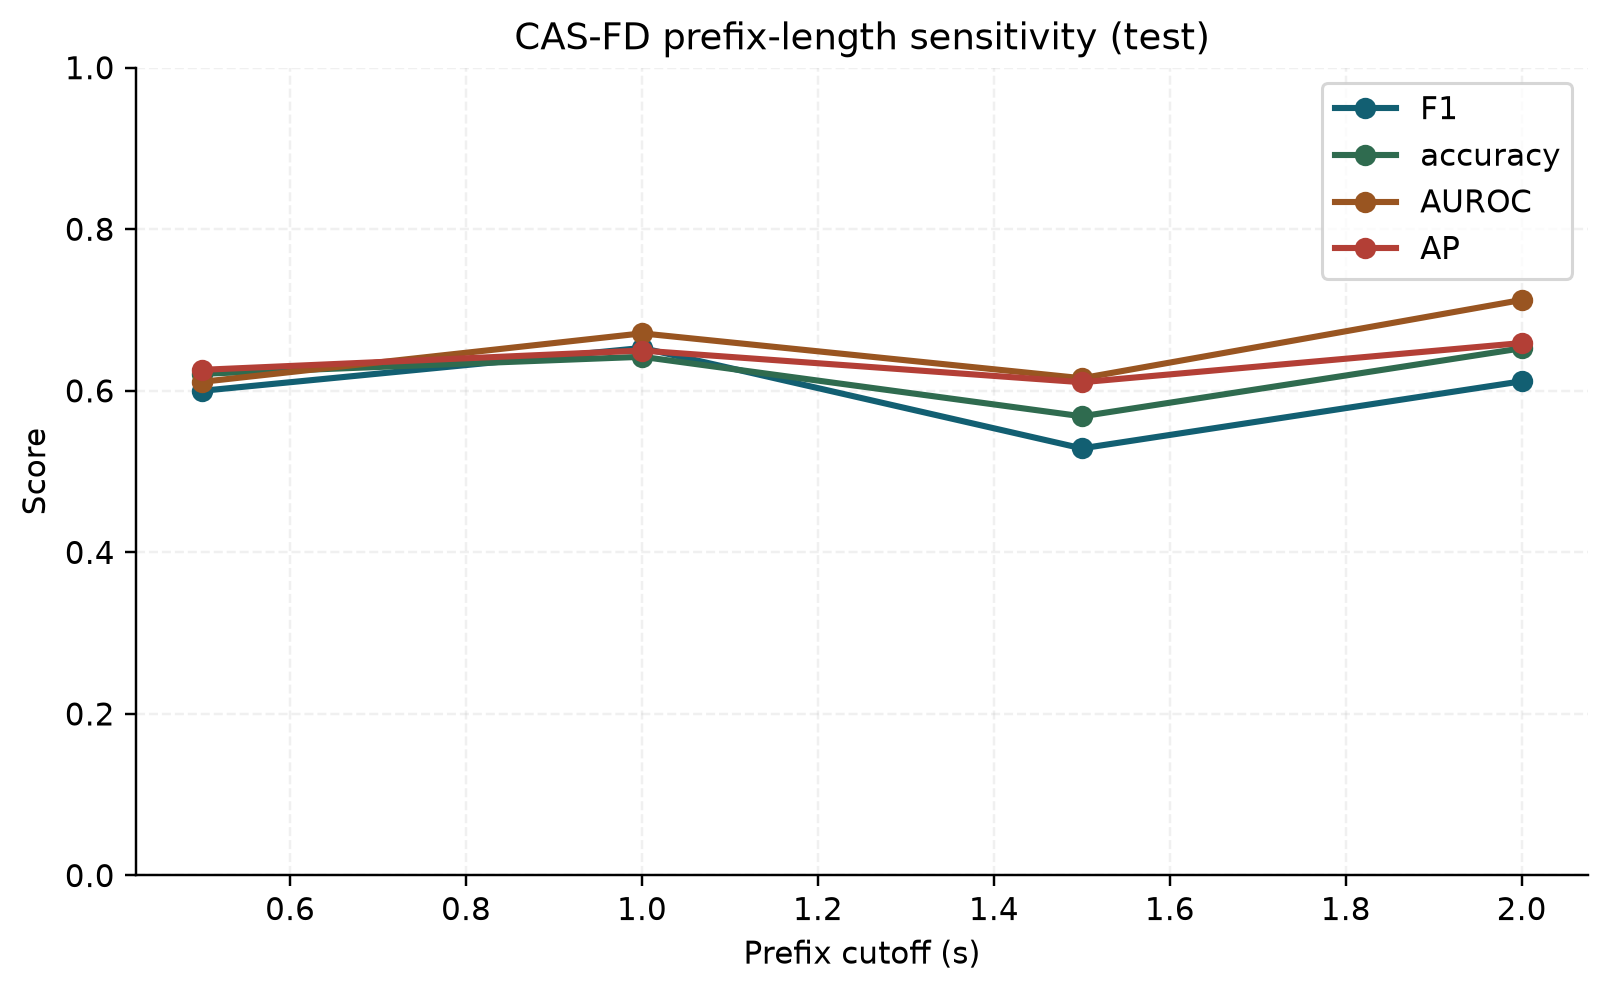 CAS-FD prefix-length sensitivity (test)
F1
accuracy
AUROC
AP
Score
1.0
0.8
0.6
0.4
0.2
0.0
0.6 0.8 1.0 1.2 1.4 1.6 1.8 2.0
Prefix cutoff (s)